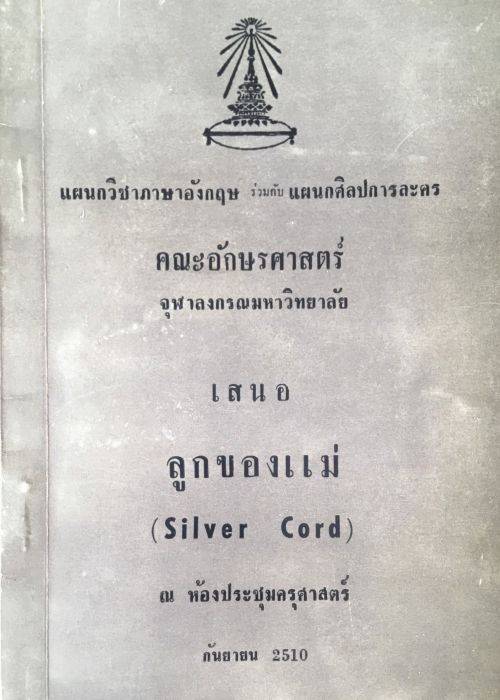 แผนกวิชาภาษาอังกฤษ ร่วมกับ แผนกศิลปการละคร
คณะอักษรศาสตร์
จุฬาลงกรณมหาวิทยาลัย
เสนอ
ลูกของแม่
(Silver Cord)
ณ ห้องประชุมครุศาสตร์
กันยายน 2510